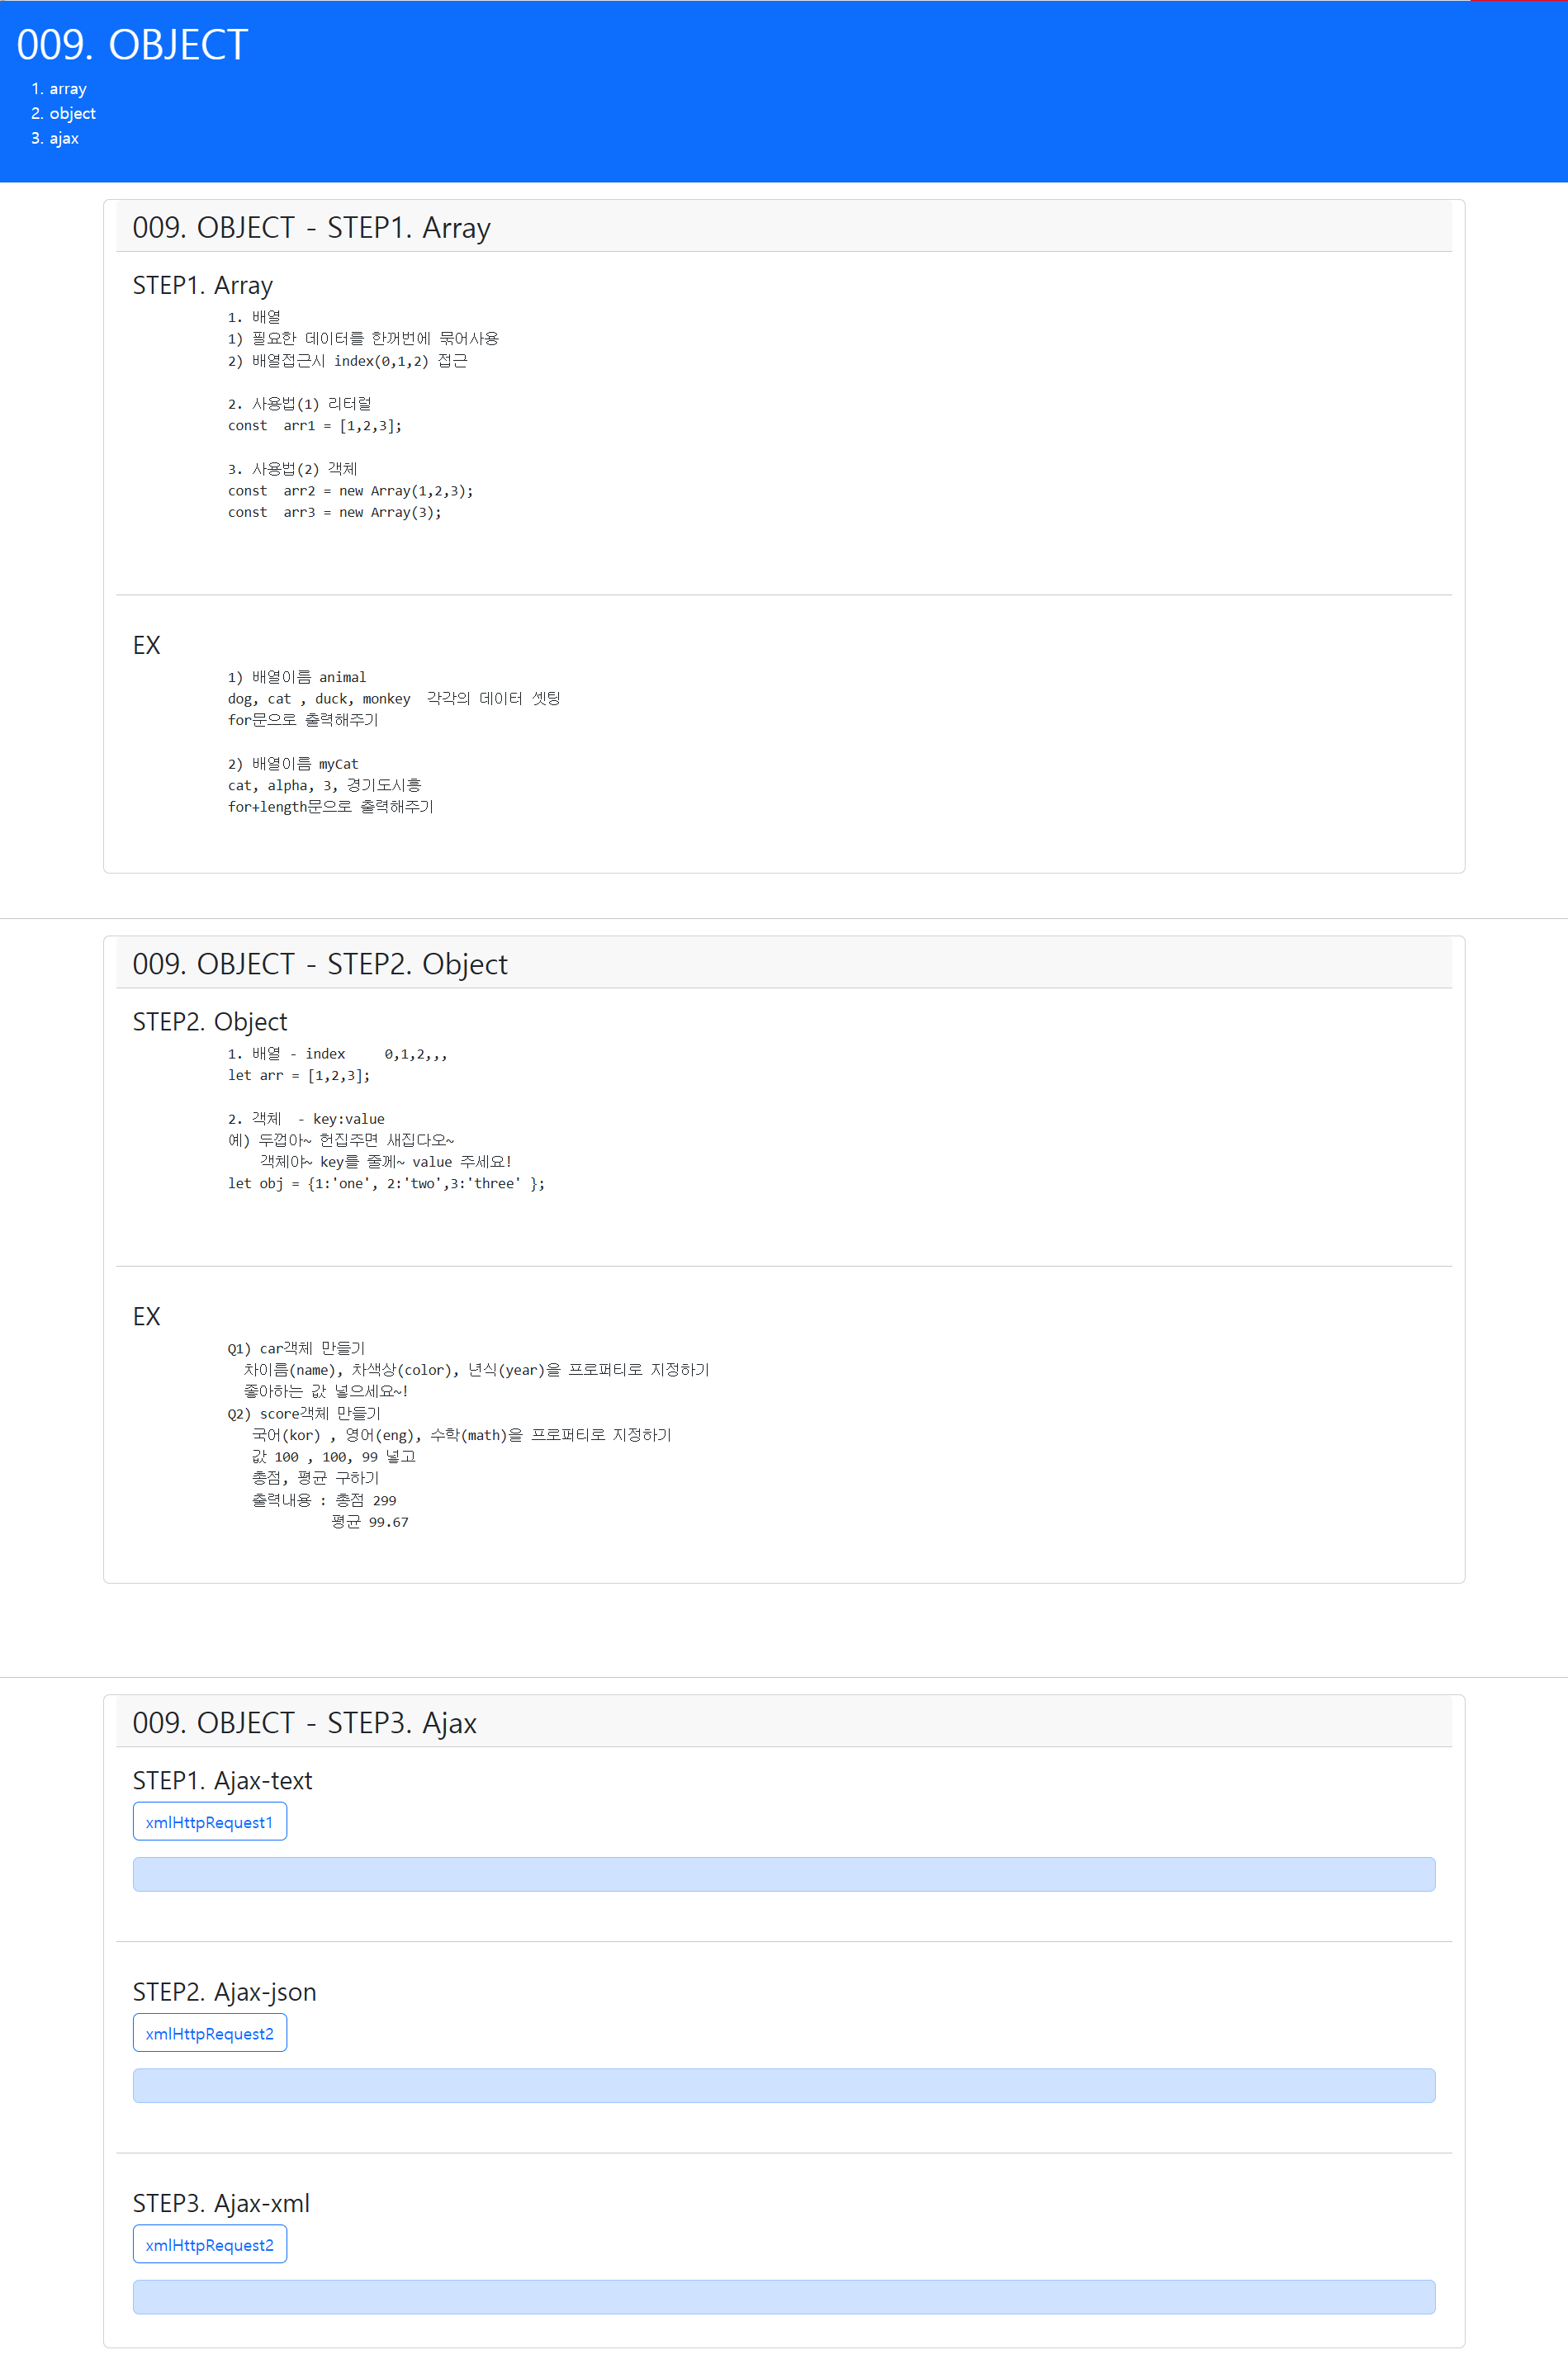 009. OBJECT
1. array
2. object
3. ajax
009. OBJECT - STEP1. Array
STEP1. Array
1. 배열
1) 필요한 데이터를 한꺼번에 묶어사용
2) 배열접근시 index(0,1,2) 접근
2. 사용법(1) 리터럴
const  arr1 = [1,2,3];
3. 사용법(2) 객체
const  arr2 = new Array(1,2,3);
const  arr3 = new Array(3);
EX
1) 배열이름 animal
dog, cat , duck, monkey  각각의 데이터 셋팅
for문으로 출력해주기
2) 배열이름 myCat
cat, alpha, 3, 경기도시흥
for+length문으로 출력해주기
009. OBJECT - STEP2. Object
STEP2. Object
1. 배열 - index     0,1,2,,,
let arr = [1,2,3];
2. 객체  - key:value
예) 두껍아~ 헌집주면 새집다오~
객체야~ key를 줄께~ value 주세요!
let obj = {1:'one', 2:'two',3:'three' };
EX
Q1) car객체 만들기
차이름(name), 차색상(color), 년식(year)을 프로퍼티로 지정하기
좋아하는 값 넣으세요~!
Q2) score객체 만들기
국어(kor) , 영어(eng), 수학(math)을 프로퍼티로 지정하기
값 100 , 100, 99 넣고
총점, 평균 구하기
출력내용 : 총점 299
평균 99.67
009. OBJECT - STEP3. Ajax
STEP1. Ajax-text
xmlHttpRequest1
STEP2. Ajax-json
xmlHttpRequest2
STEP3. Ajax-xml
xmlHttpRequest2